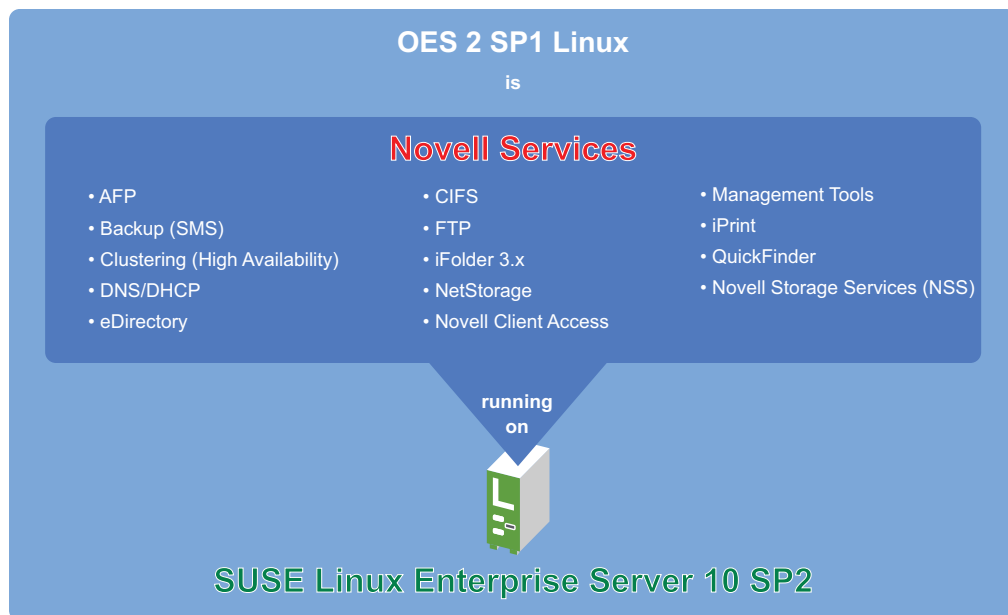 OES 2 SP1 Linux
is
Novell Services
• AFP
• Backup (SMS)
• Clustering (High Availability)
• DNS/DHCP
• eDirectory
• CIFS
• FTP
• iFolder 3.x
• NetStorage
• Novell Client Access
• Management Tools
• iPrint
• QuickFinder
• Novell Storage Services (NSS)
running
on
SUSE Linux Enterprise Server 10 SP2